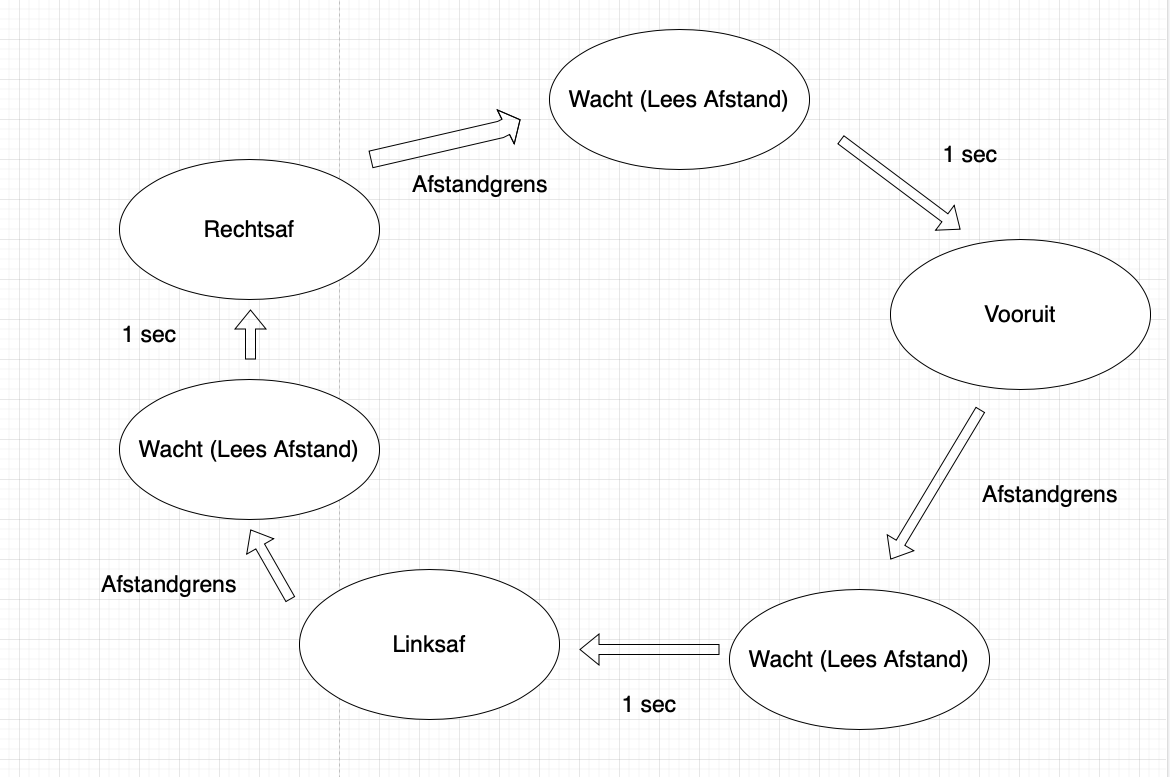 Wacht (Lees Afstand)
1 sec
Vooruit
Afstandgrens
Wacht (Lees Afstand)
1 sec
Linksaf
Afstandgrens
Wacht (Lees Afstand)
1 sec
Rechtsaf
Afstandgrens